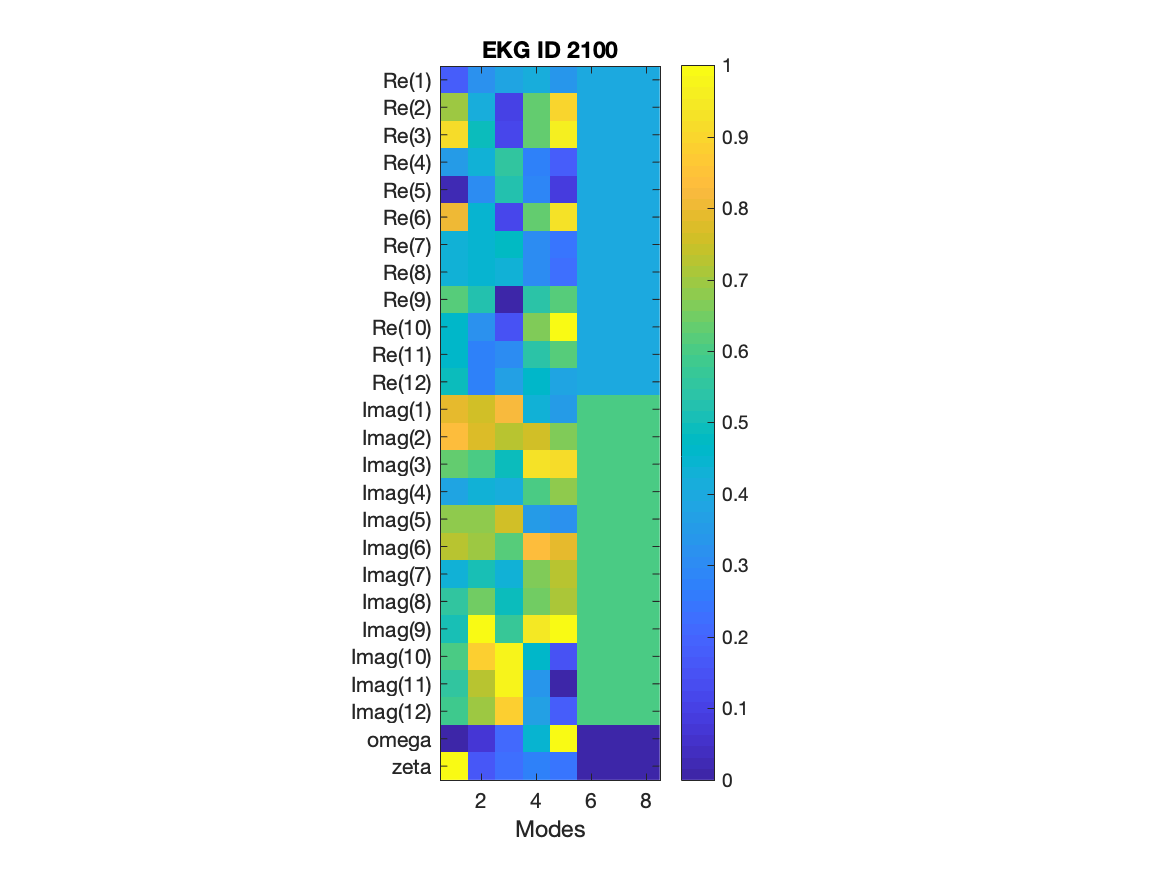 EKG ID 2100
Re(1)
Re(2)
Re(3)
Re(4)
Re(5)
Re(6)
Re(7)
Re(8)
Re(9)
Re(10)
Re(11)
Re(12)
Imag(1)
Imag(2)
Imag(3)
Imag(4)
Imag(5)
Imag(6)
Imag(7)
Imag(8)
Imag(9)
Imag(10)
Imag(11)
Imag(12)
omega
zeta
2 4 6 8
Modes
1
0.9
0.8
0.7
0.6
0.5
0.4
0.3
0.2
0.1
0